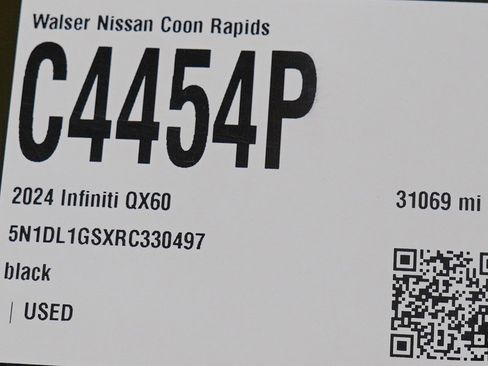 Walser Nissan Coon Rapids
C4454P
2024 Infiniti QX60
31069 mi
5N1DL1GSXRC330497
black
| USED